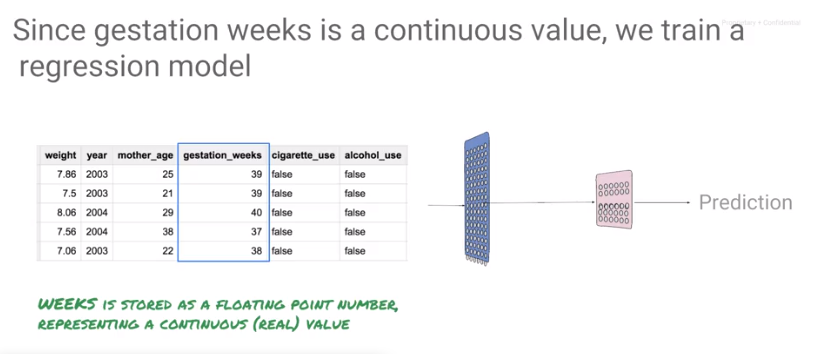 Proprietary + Confidential
Since gestation weeks is a continuous value, we train a
regression model
weight year mother_age gestation_weeks cigarette_use alcohol_use
7.86 2003 25 39 false false
7.5 2003 21 39 false false
8.06 2004 29 40 false false
7.56 2004 38 37 false false
7.06 2003 22 38 false false
Prediction
WEEKS IS STORED AS A FLOATING POINT NUMBER,
REPRESENTING A CONTINUOUS (REAL) VALUE